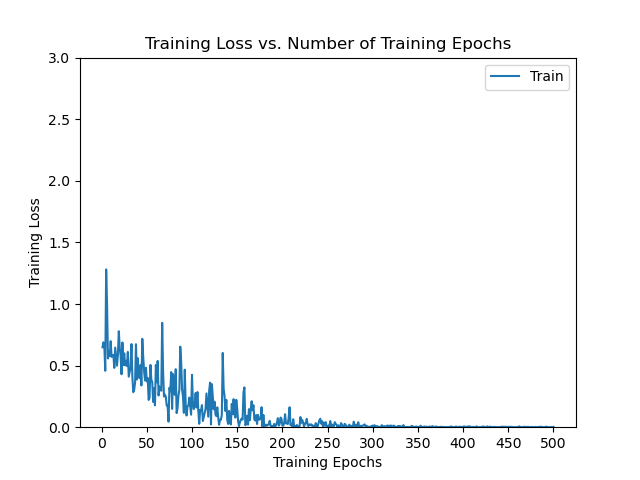 Training Loss vs. Number of Training Epochs
Train
3.0
2.5
2.0
1.5
1.0
0.5
0.0
Training Loss
0 50 100 150 200 250 300 350 400 450 500
Training Epochs